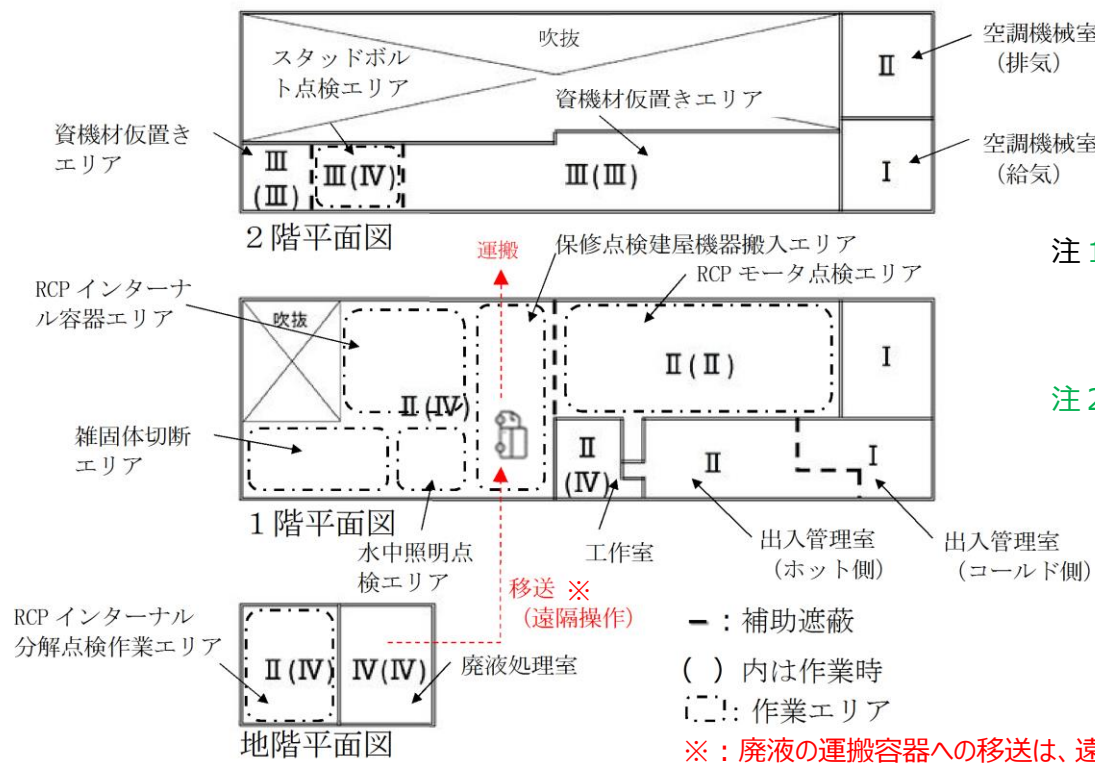 吹抜
スタッドボル
ト点検エリア
資機材仮置きエリア
資機材仮置き
エリア
Ⅲ
(Ⅲ)
Ⅲ(Ⅳ)
Ⅲ(Ⅲ)
Ⅱ
Ⅰ
空調機械室
(排気)
空調機械室
(給気)
2階平面図
運搬
保修点検建屋機器搬入エリア
RCP モータ点検エリア
RCP インターナ
ル容器エリア
吹抜
Ⅱ(Ⅳ)
Ⅱ(Ⅱ)
Ⅰ
注1
注2
雑固体切断
エリア
Ⅱ
(Ⅳ)
Ⅱ
Ⅰ
1階平面図
水中照明点
検エリア
工作室
出入管理室
(ホット側)
出入管理室
(コールド側)
移送 ※
(遠隔操作)
RCP インターナル
分解点検作業エリア
Ⅱ(Ⅳ)
Ⅳ(Ⅳ)
廃液処理室
地階平面図
━:補助遮蔽
( ) 内は作業時
:作業エリア
※:廃液の運搬容器への移送は、遠